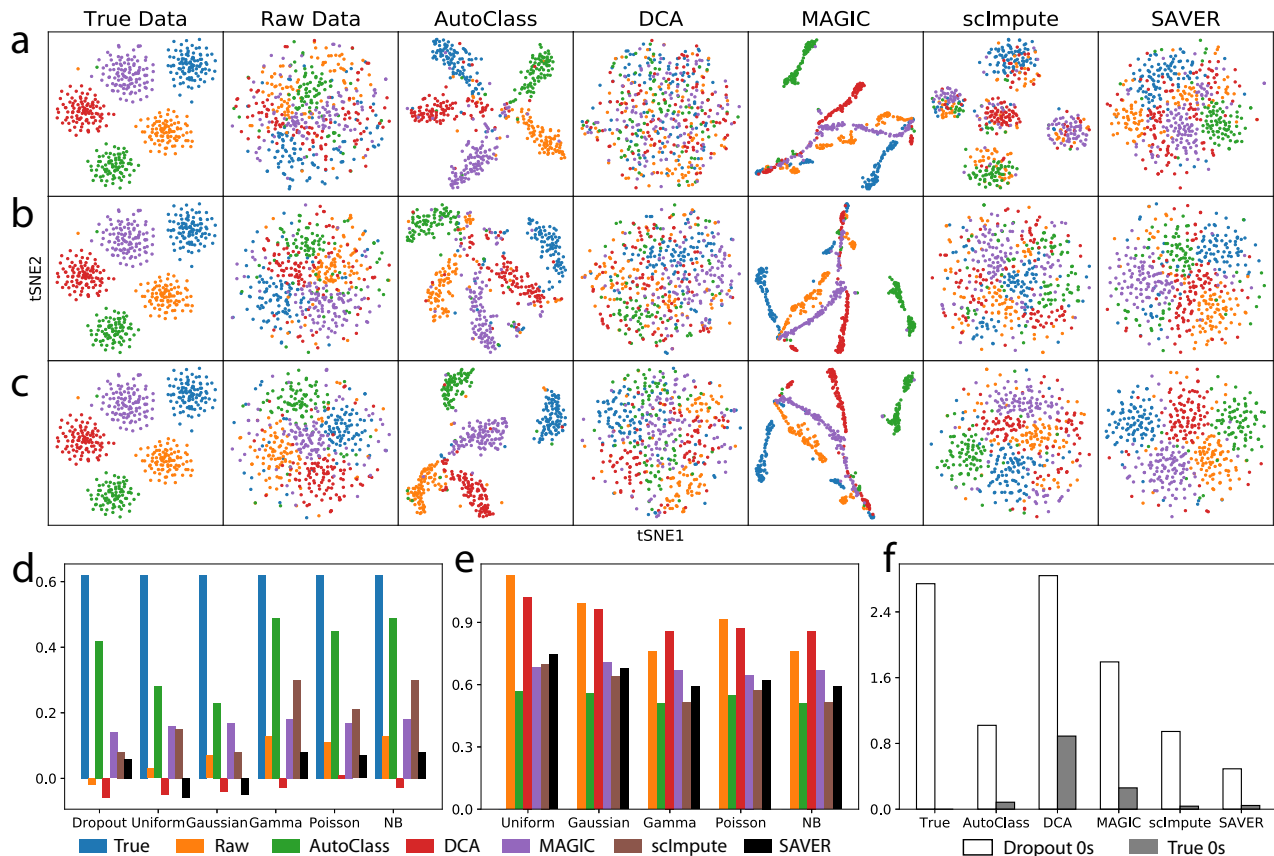 True Data Raw Data AutoClass DCA MAGIC scImpute SAVER
a
b
c
tSNE2
tSNE1
d
0.6
0.4
0.2
0.0
Dropout Uniform Gaussian Gamma Poisson NB
e
0.9
0.6
0.3
0.0
Uniform Gaussian Gamma Poisson NB
f
2.4
1.6
0.8
0.0
True AutoClass DCA MAGIC scImpute SAVER
True Raw AutoClass DCA MAGIC scImpute SAVER
Dropout 0s True 0s